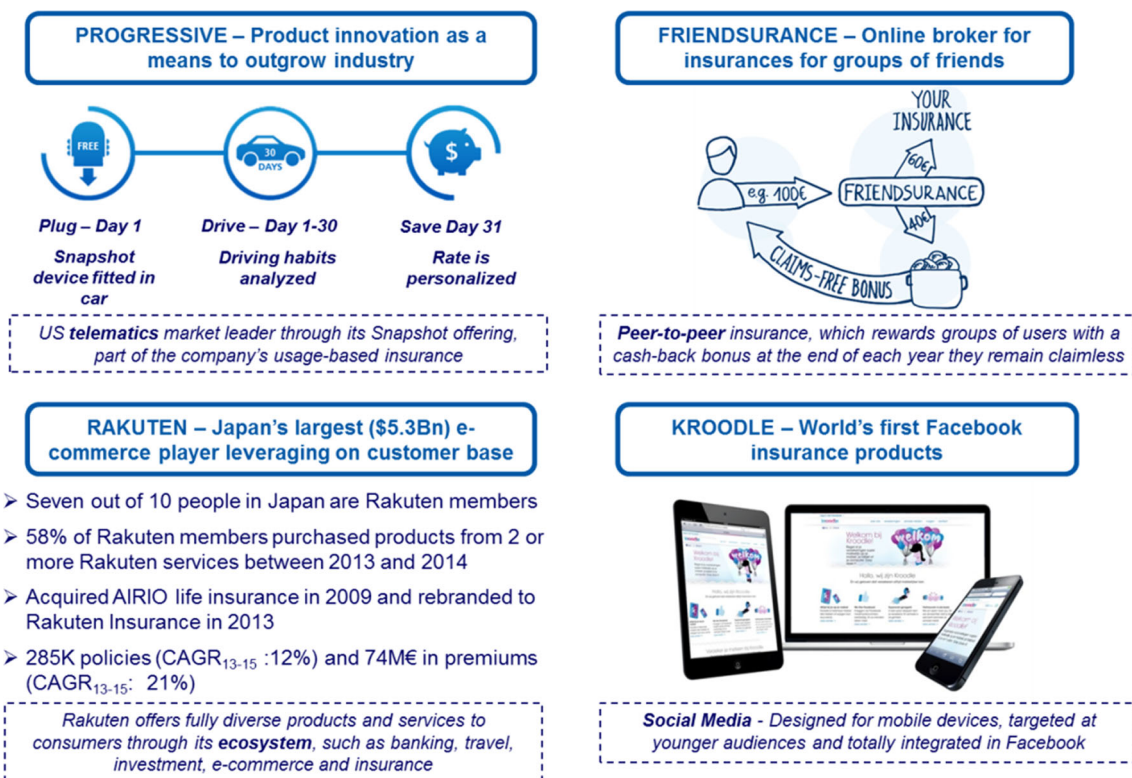 PROGRESSIVE – Product innovation as a
means to outgrow industry
FREE
30
DAYS
$
Plug – Day 1
Drive – Day 1-30
Save Day 31
Snapshot
device fitted in
car
Driving habits
analyzed
Rate is
personalized
US telematics market leader through its Snapshot offering,
part of the company's usage-based insurance
FRIENDSURANCE – Online broker for
insurances for groups of friends
YOUR
INSURANCE
60€
e.g. 100€
FRIENDSURANCE
40€
CLAIMS-FREE BONUS
Peer-to-peer insurance, which rewards groups of users with a
cash-back bonus at the end of each year they remain claimless
RAKUTEN – Japan's largest ($5.3Bn) e-
commerce player leveraging on customer base
➢ Seven out of 10 people in Japan are Rakuten members
➢ 58% of Rakuten members purchased products from 2 or
more Rakuten services between 2013 and 2014
➢ Acquired AIRIO life insurance in 2009 and rebranded to
Rakuten Insurance in 2013
➢ 285K policies (CAGR13-15 :12%) and 74M€ in premiums
(CAGR13-15: 21%)
Rakuten offers fully diverse products and services to
consumers through its ecosystem, such as banking, travel,
investment, e-commerce and insurance
KROODLE – World's first Facebook
insurance products
Welkom bij
Kroodle!
welkom
Hallo, wij zijn Kroodle
Social Media - Designed for mobile devices, targeted at
younger audiences and totally integrated in Facebook